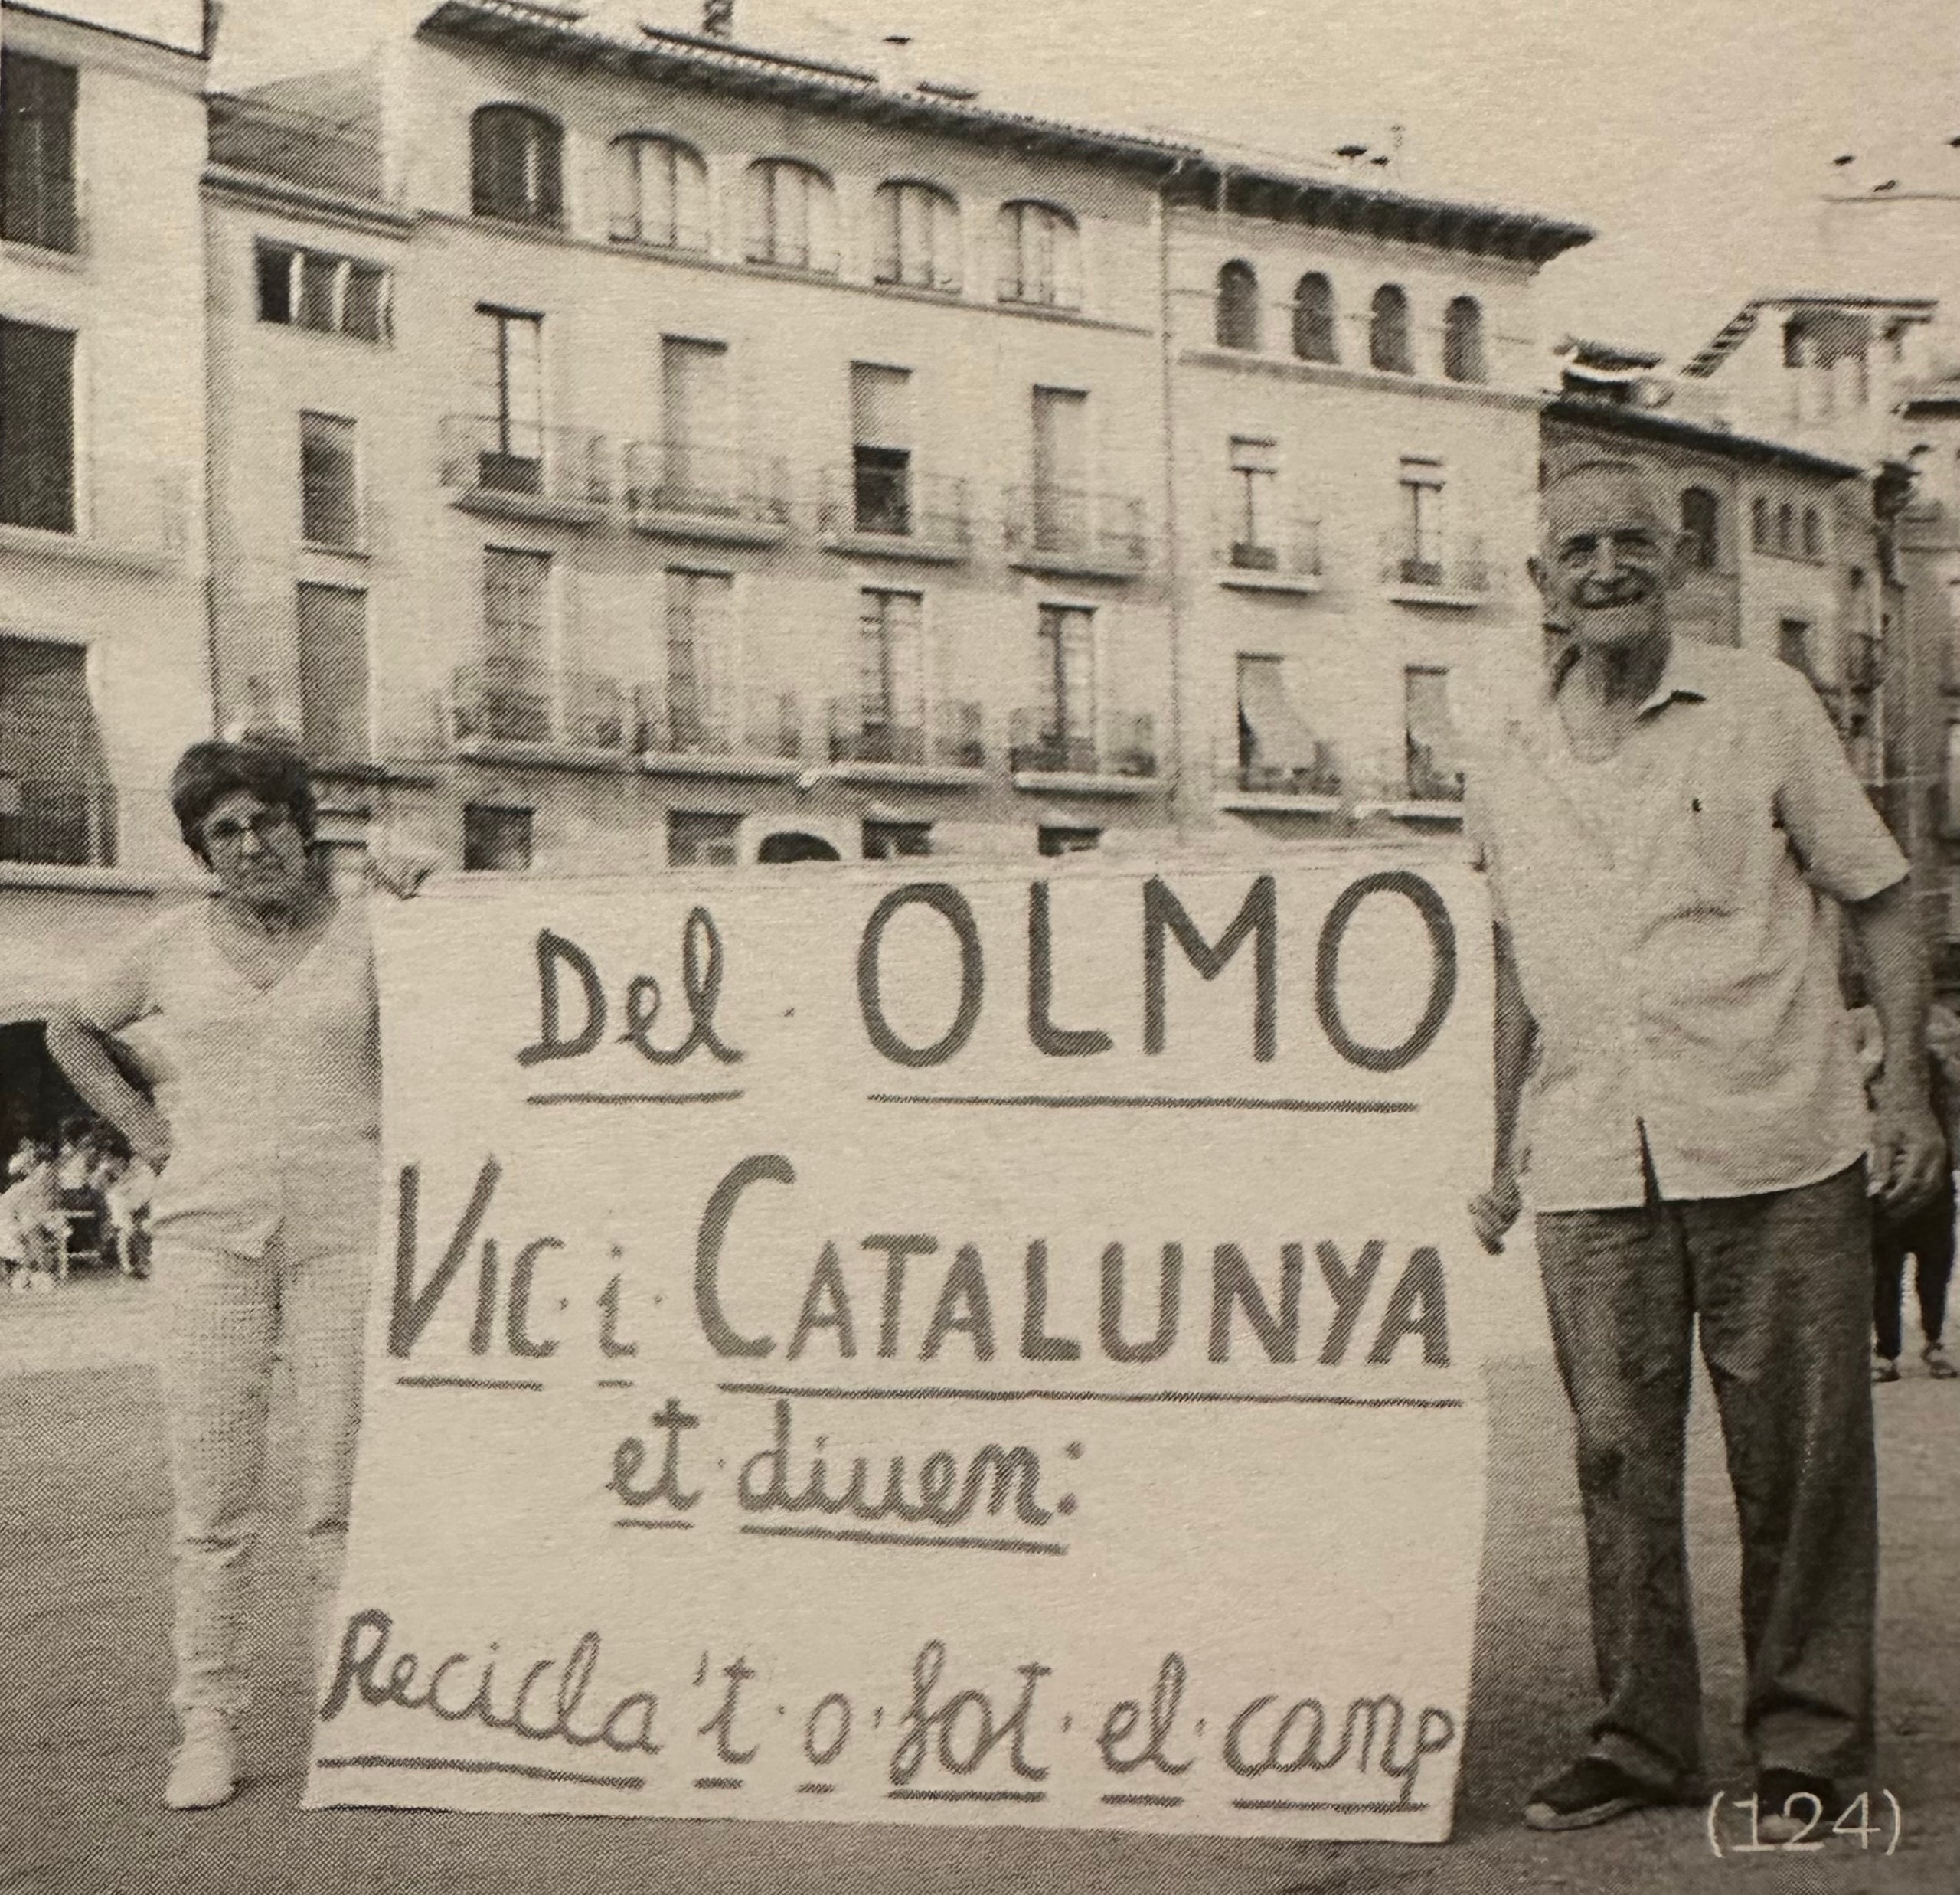 Del · OLMO
VIC · i · CATALUNYA
et · diuen:
Recicla't · o · fot · el · camp
(124)